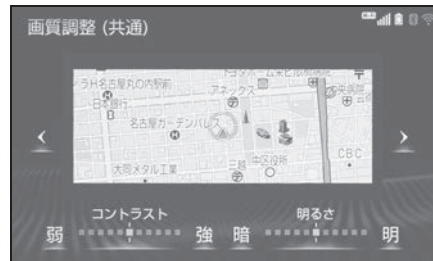 画質調整 (共通)
ラH名古屋丸の内駅前
アネックス
日本銀行
名古屋ガーデンパレス
大同メタル工業
三越
中区役所
CBC
コントラスト
明るさ
弱
強
暗
明